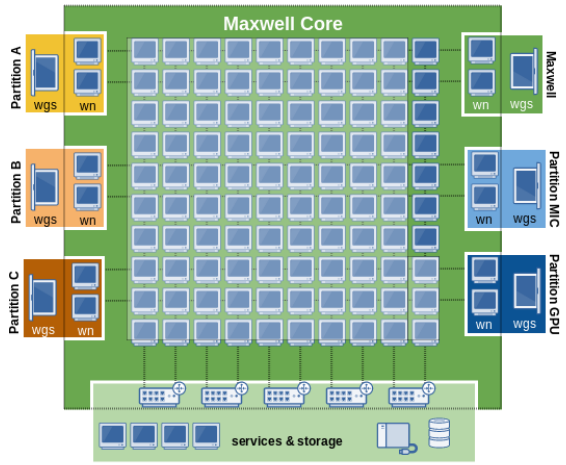 Maxwell Core
Partition A
wgs
wn
Maxwell
wn
wgs
Partition B
wgs
wn
Partition MIC
wn
wgs
Partition C
wgs
wn
Partition GPU
wn
wgs
services & storage